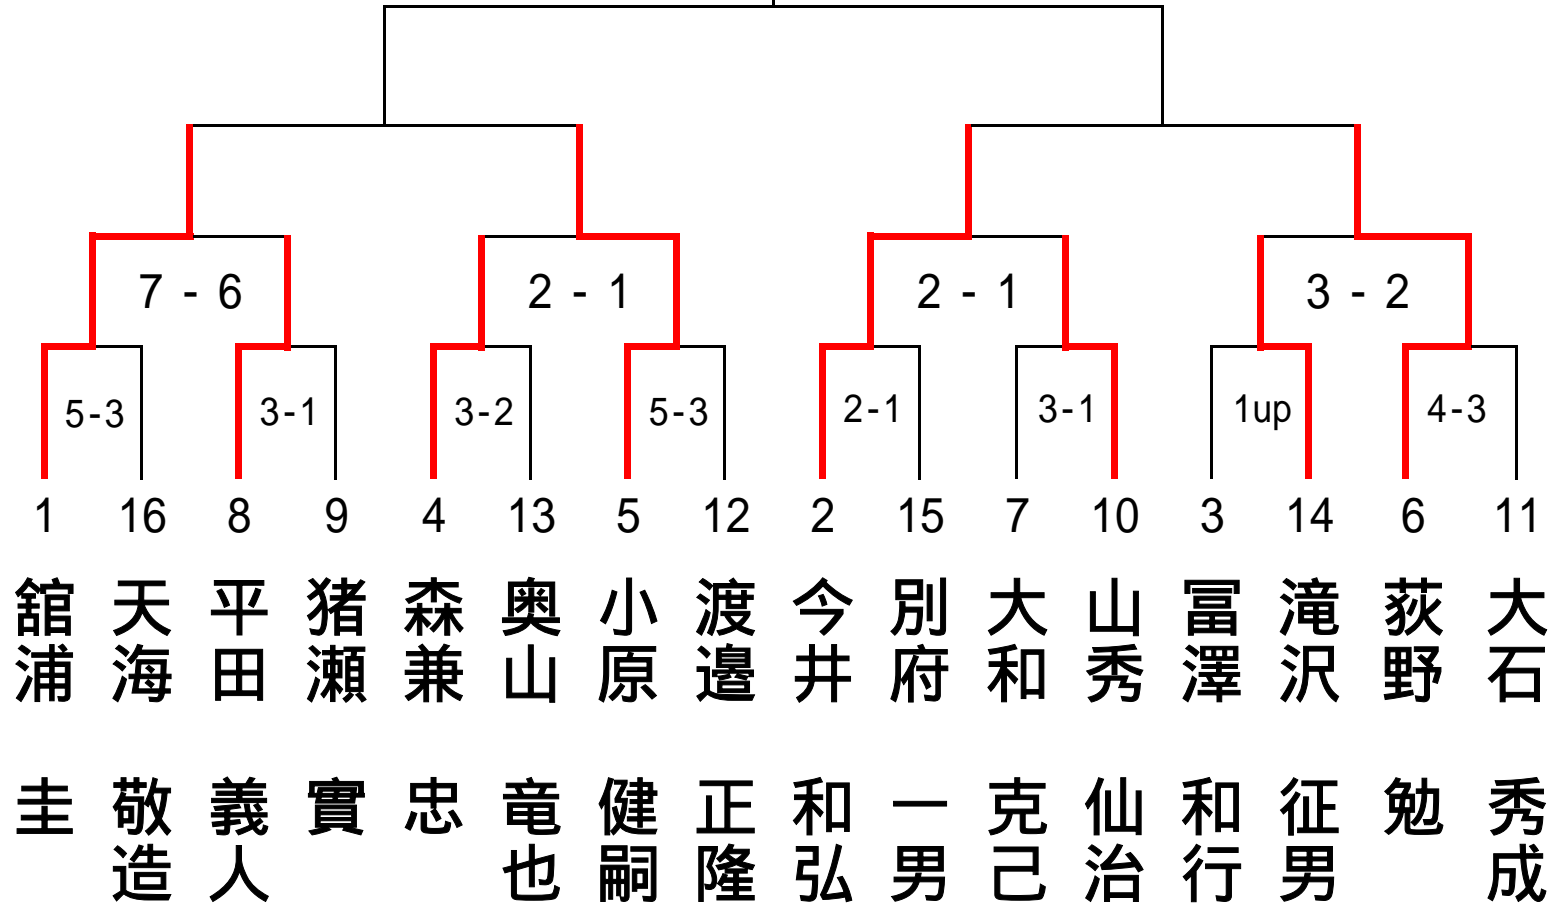 7 - 6
2 - 1
2 - 1
3 - 2
5-3
3-1
3-2
5-3
2-1
3-1
1up
4-3
1
16
8
9
4
13
5
12
2
15
7
10
3
14
6
11
舘浦 圭
天海 敬造
平田 義人
猪瀬 實
森兼 忠
奥山 竜也
小原 健嗣
渡邉 正隆
今井 和弘
別府 一男
大和 克己
山秀 仙治
冨澤 和行
滝沢 征男
荻野 勉
大石 秀成